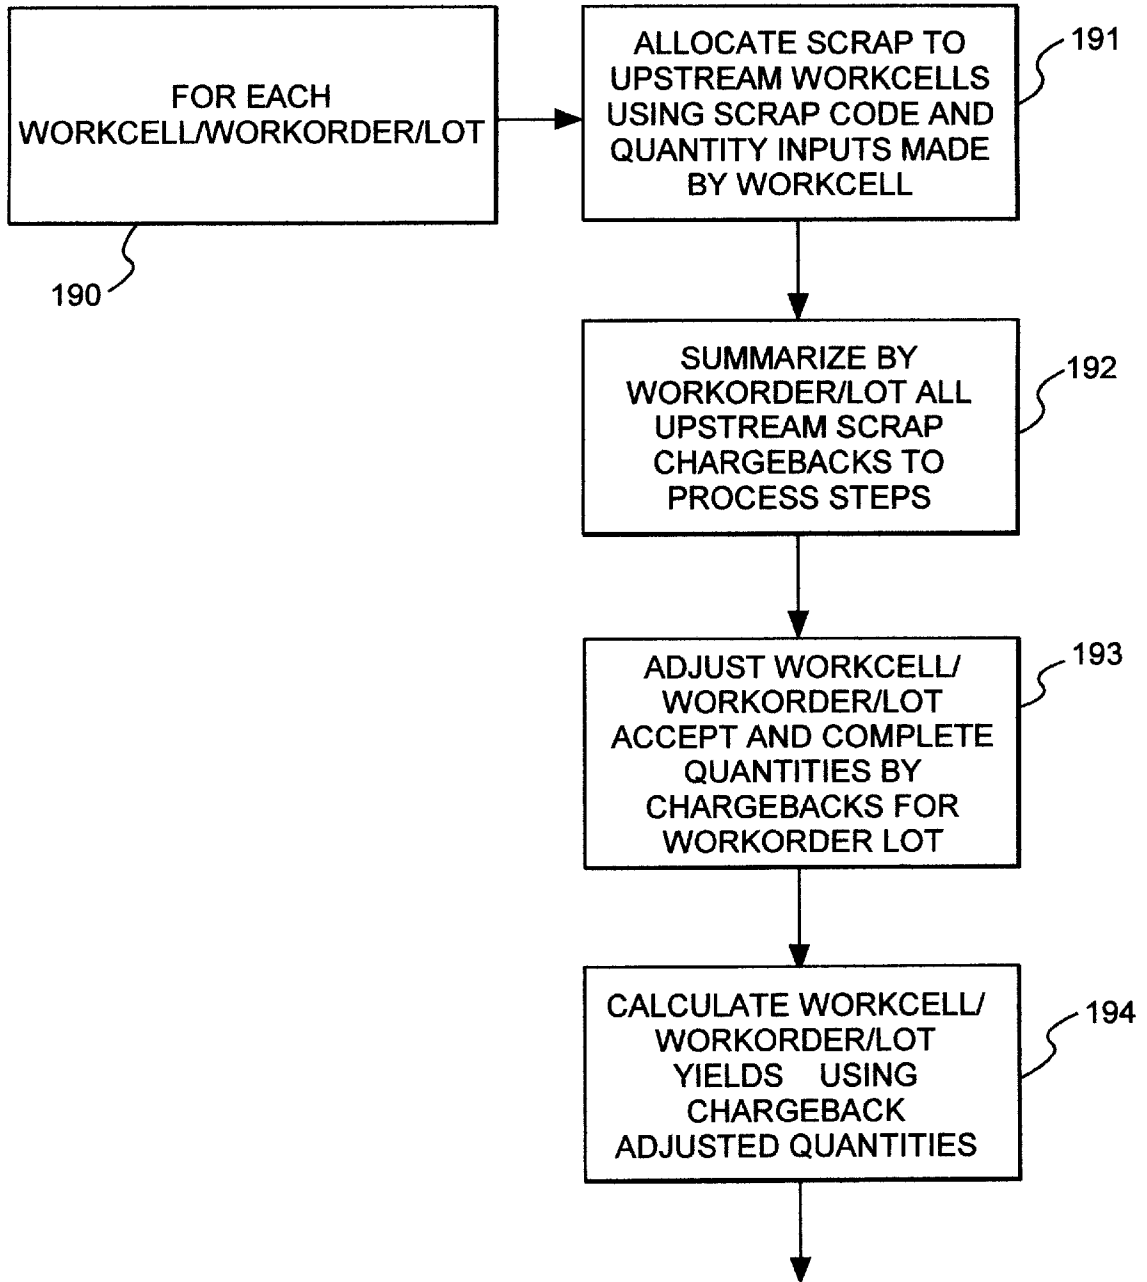 FOR EACH
WORKCELL/WORKORDER/LOT
190
ALLOCATE SCRAP TO
UPSTREAM WORKCELLS
USING SCRAP CODE AND
QUANTITY INPUTS MADE
BY WORKCELL
191
SUMMARIZE BY
WORKORDER/LOT ALL
UPSTREAM SCRAP
CHARGEBACKS TO
PROCESS STEPS
192
ADJUST WORKCELL/
WORKORDER/LOT
ACCEPT AND COMPLETE
QUANTITIES BY
CHARGEBACKS FOR
WORKORDER LOT
193
CALCULATE WORKCELL/
WORKORDER/LOT
YIELDS USING
CHARGEBACK
ADJUSTED QUANTITIES
194